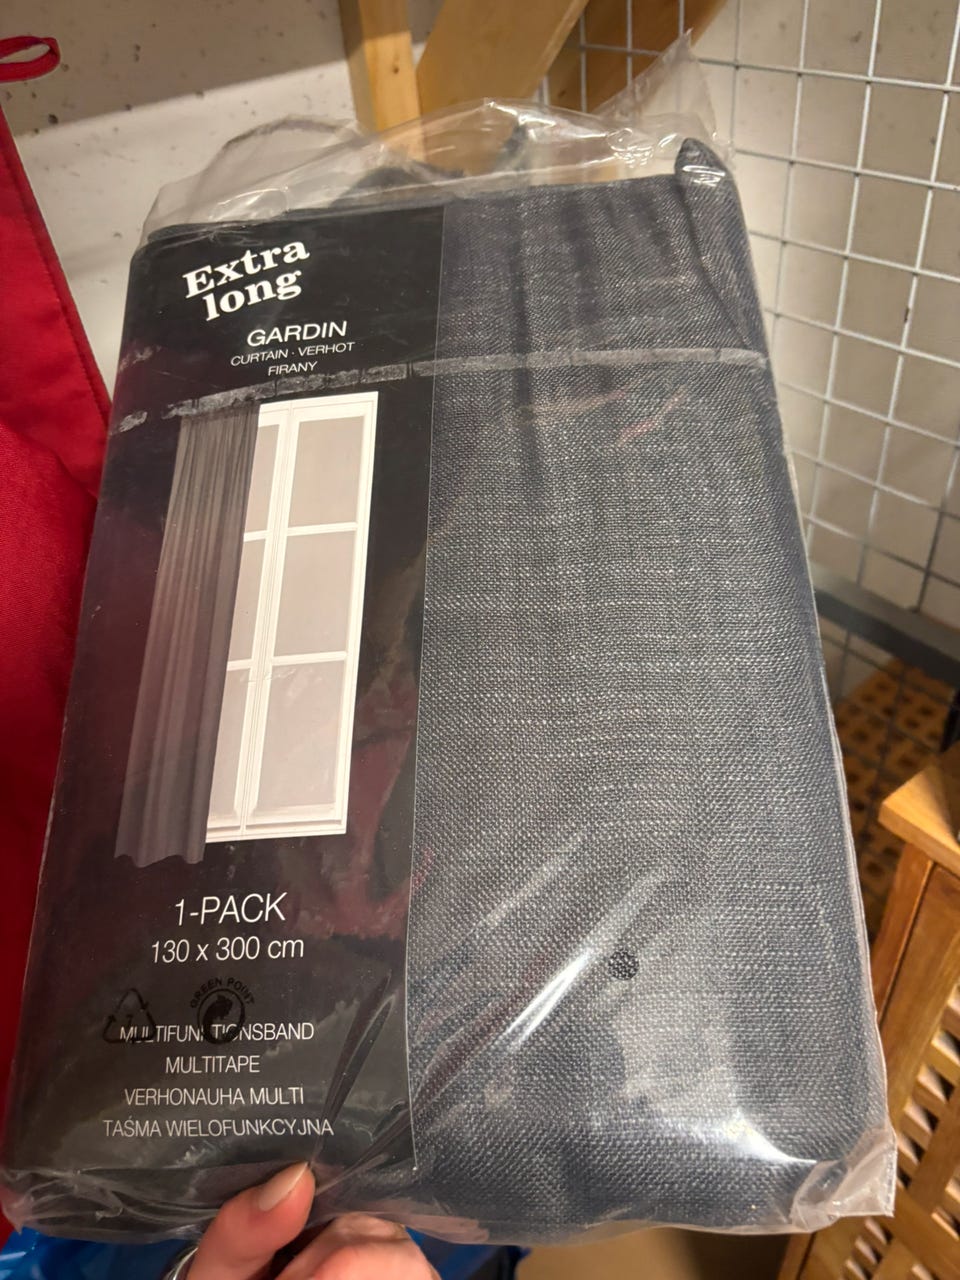 Extra
long
GARDIN
CURTAIN · VERHOT
FIRANY
1-PACK
130 x 300 cm
GREEN POINT
7
MULTIFUNKTIONSBAND
MULTITAPE
VERHONAUHA MULTI
TAŚMA WIELOFUNKCYJNA